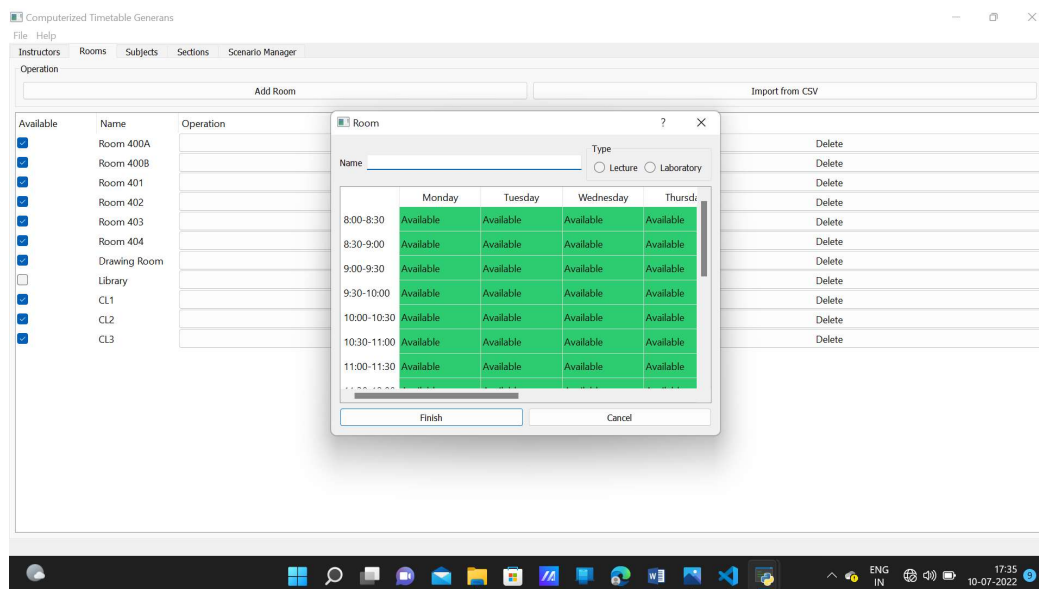 Computerized Timetable Generans
File Help
Instructors Rooms Subjects Sections Scenario Manager
Operation
Add Room Import from CSV
Available Name Operation
Room 400A Delete
Room 400B Delete
Room 401 Delete
Room 402 Delete
Room 403 Delete
Room 404 Delete
Drawing Room Delete
Library Delete
CL1 Delete
CL2 Delete
CL3 Delete
Room ? X
Name
Type
Lecture Laboratory
Monday Tuesday Wednesday Thursda
8:00-8:30 Available Available Available Available
8:30-9:00 Available Available Available Available
9:00-9:30 Available Available Available Available
9:30-10:00 Available Available Available Available
10:00-10:30 Available Available Available Available
10:30-11:00 Available Available Available Available
11:00-11:30 Available Available Available Available
Finish Cancel
ENG
IN
17:35
10-07-2022
9